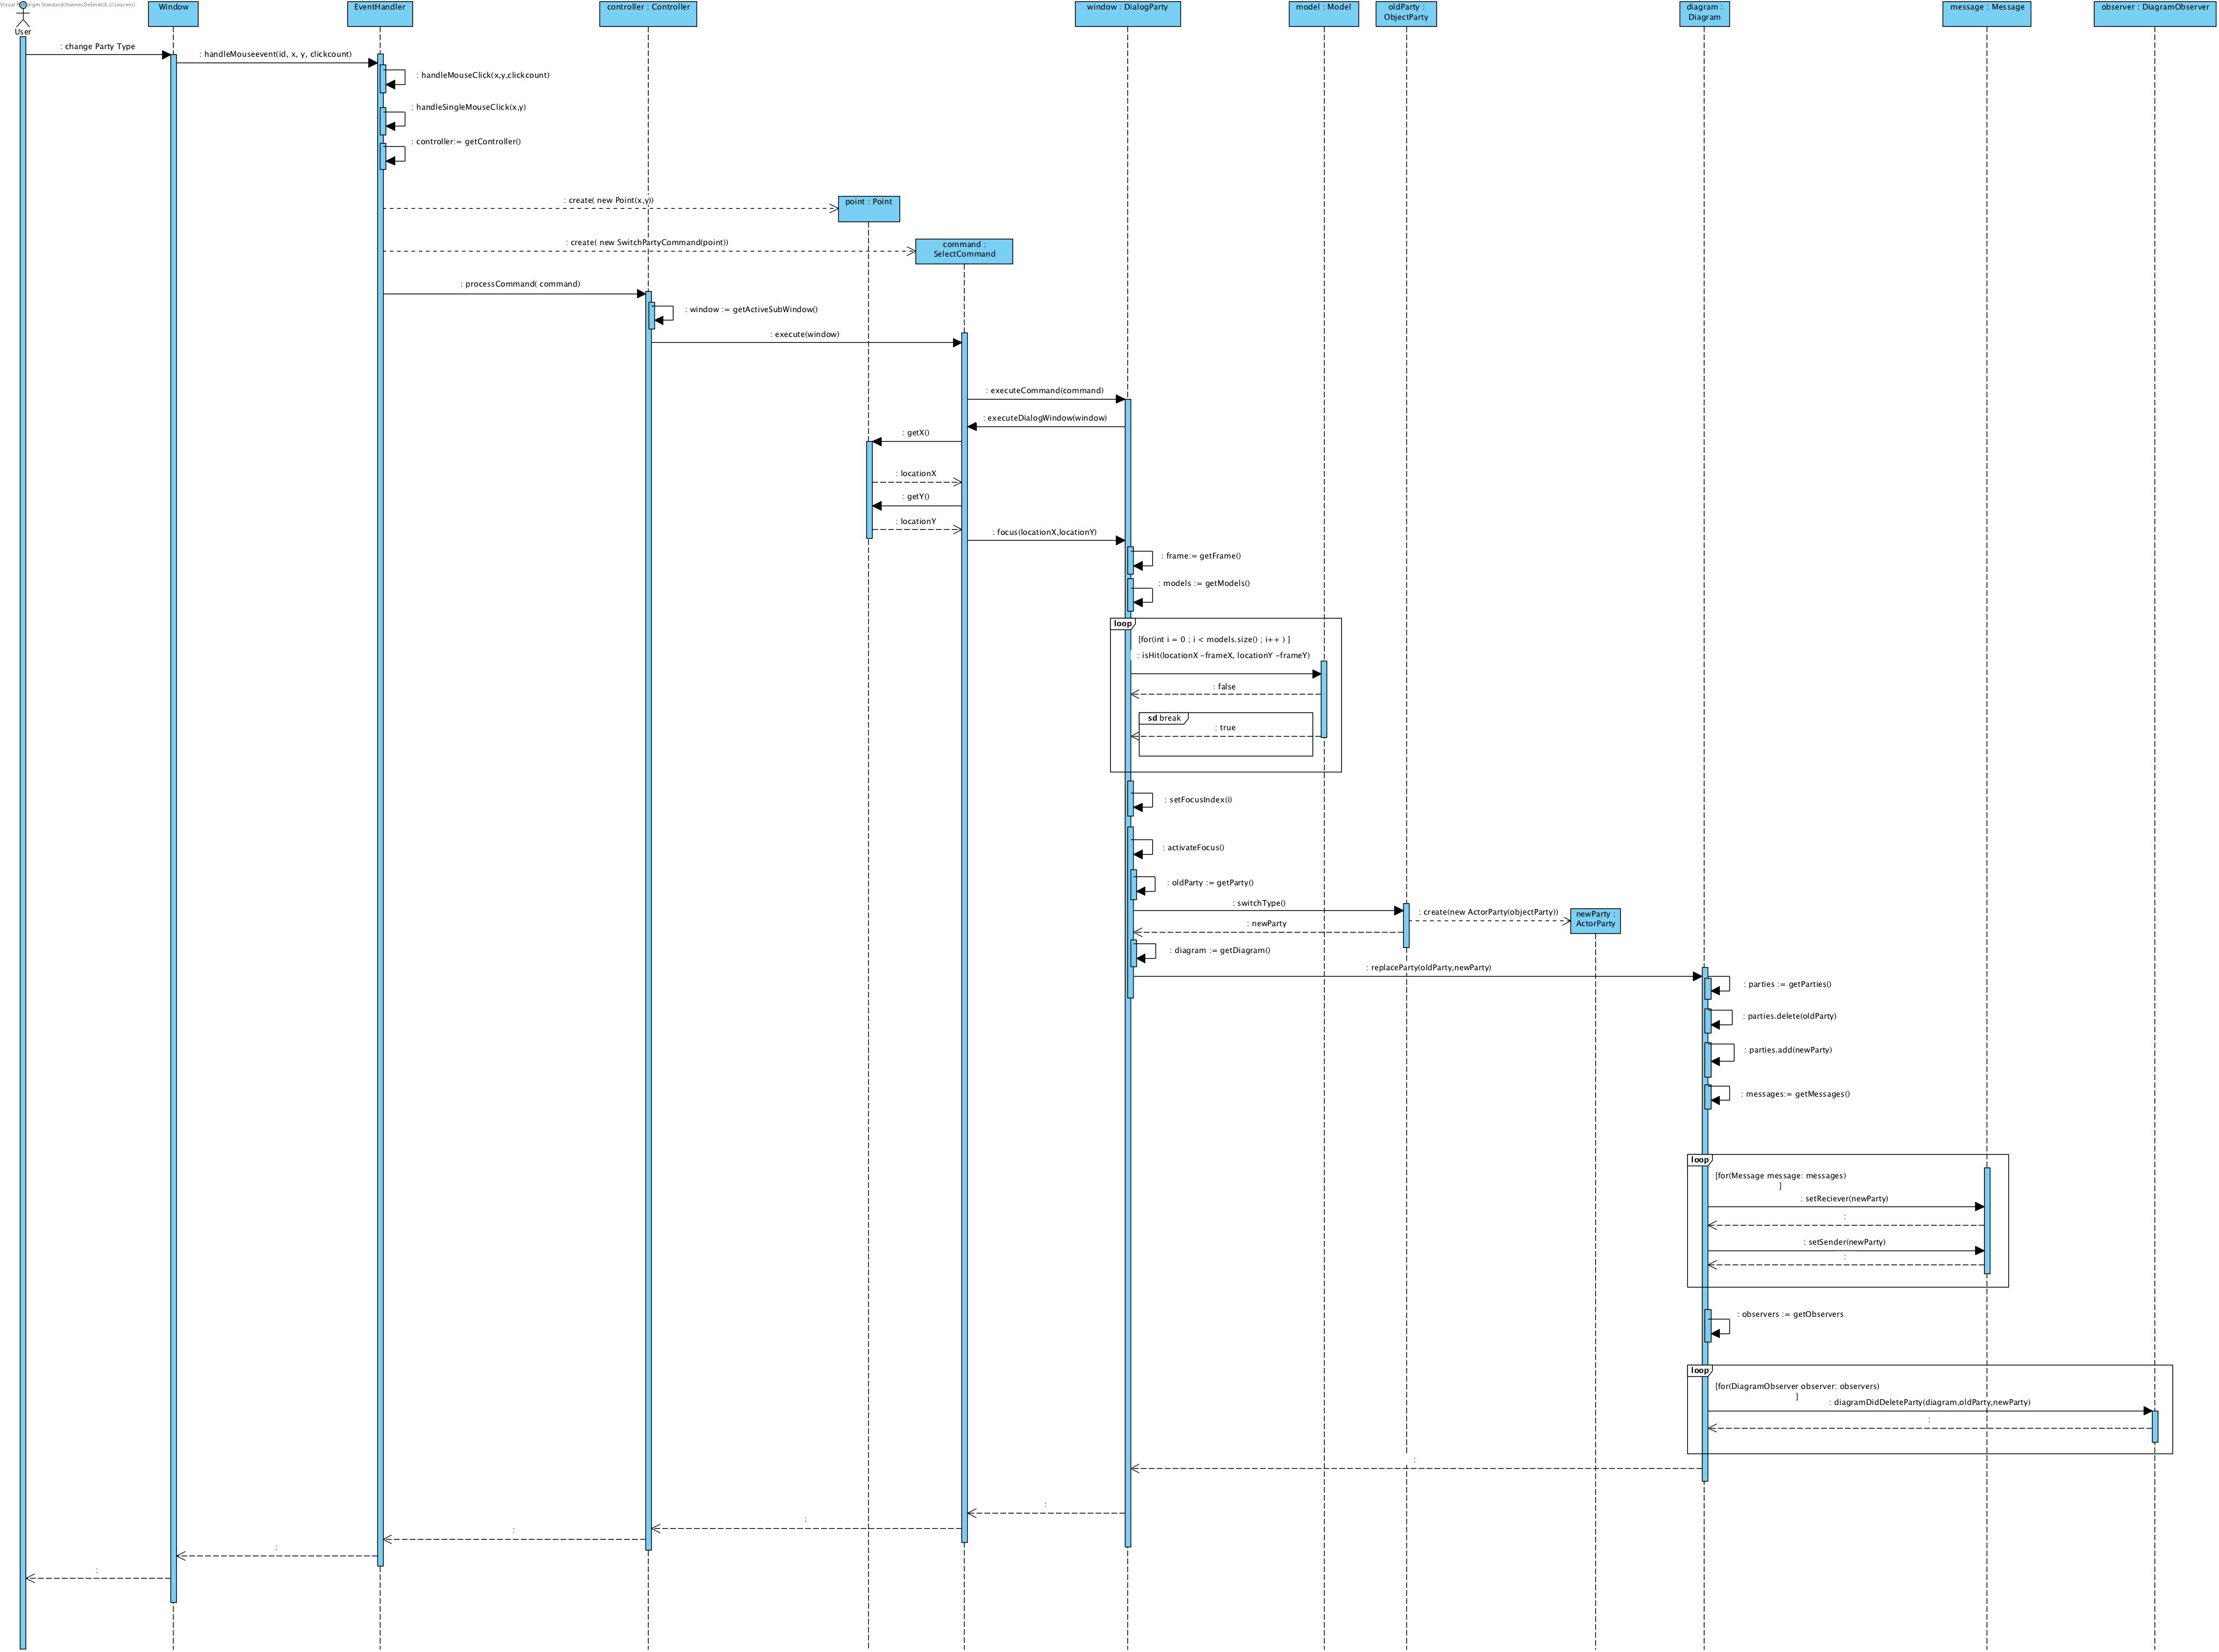 Visual Paradigm Standard(Hannes Desmet(K.U.Leuven))
User
Window
EventHandler
controller : Controller
window : DialogParty
model : Model
oldParty :
ObjectParty
diagram :
Diagram
message : Message
observer : DiagramObserver
: change Party Type
: handleMouseevent(id, x, y, clickcount)
: handleMouseClick(x,y,clickcount)
: handleSingleMouseClick(x,y)
: controller:= getController()
: create( new Point(x,y))
point : Point
: create( new SwitchPartyCommand(point))
command :
SelectCommand
: processCommand( command)
: window := getActiveSubWindow()
: execute(window)
: executeCommand(command)
: executeDialogWindow(window)
: getX()
: locationX
: getY()
: locationY
: focus(locationX,locationY)
: frame:= getFrame()
: models := getModels()
loop
[for(int i = 0 ; i < models.size() ; i++ ) ]
: isHit(locationX -frameX, locationY -frameY)
: false
sd break
: true
: setFocusIndex(i)
: activateFocus()
: oldParty := getParty()
: switchType()
: create(new ActorParty(objectParty))
newParty :
ActorParty
: newParty
: diagram := getDiagram()
: replaceParty(oldParty,newParty)
: parties := getParties()
: parties.delete(oldParty)
: parties.add(newParty)
: messages:= getMessages()
loop
[for(Message message: messages)
]
: setReciever(newParty)
:
: setSender(newParty)
:
: observers := getObservers
loop
[for(DiagramObserver observer: observers)
]
: diagramDidDeleteParty(diagram,oldParty,newParty)
:
:
:
:
:
:
: